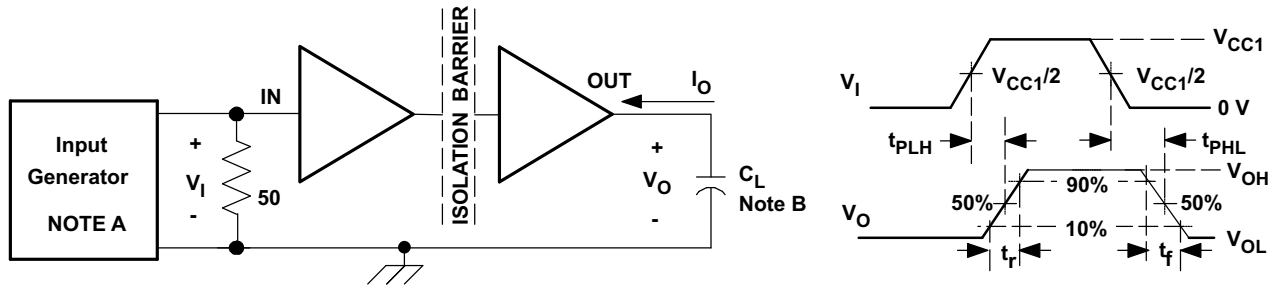 Input
Generator
NOTE A
+
V_I
-
50
IN
ISOLATION BARRIER
OUT
I_O
+
V_O
-
C_L
Note B
V_I
V_CC1/2
V_CC1/2
V_CC1
0 V
t_PLH
t_PHL
V_O
50%
90%
10%
50%
V_OH
V_OL
t_r
t_f